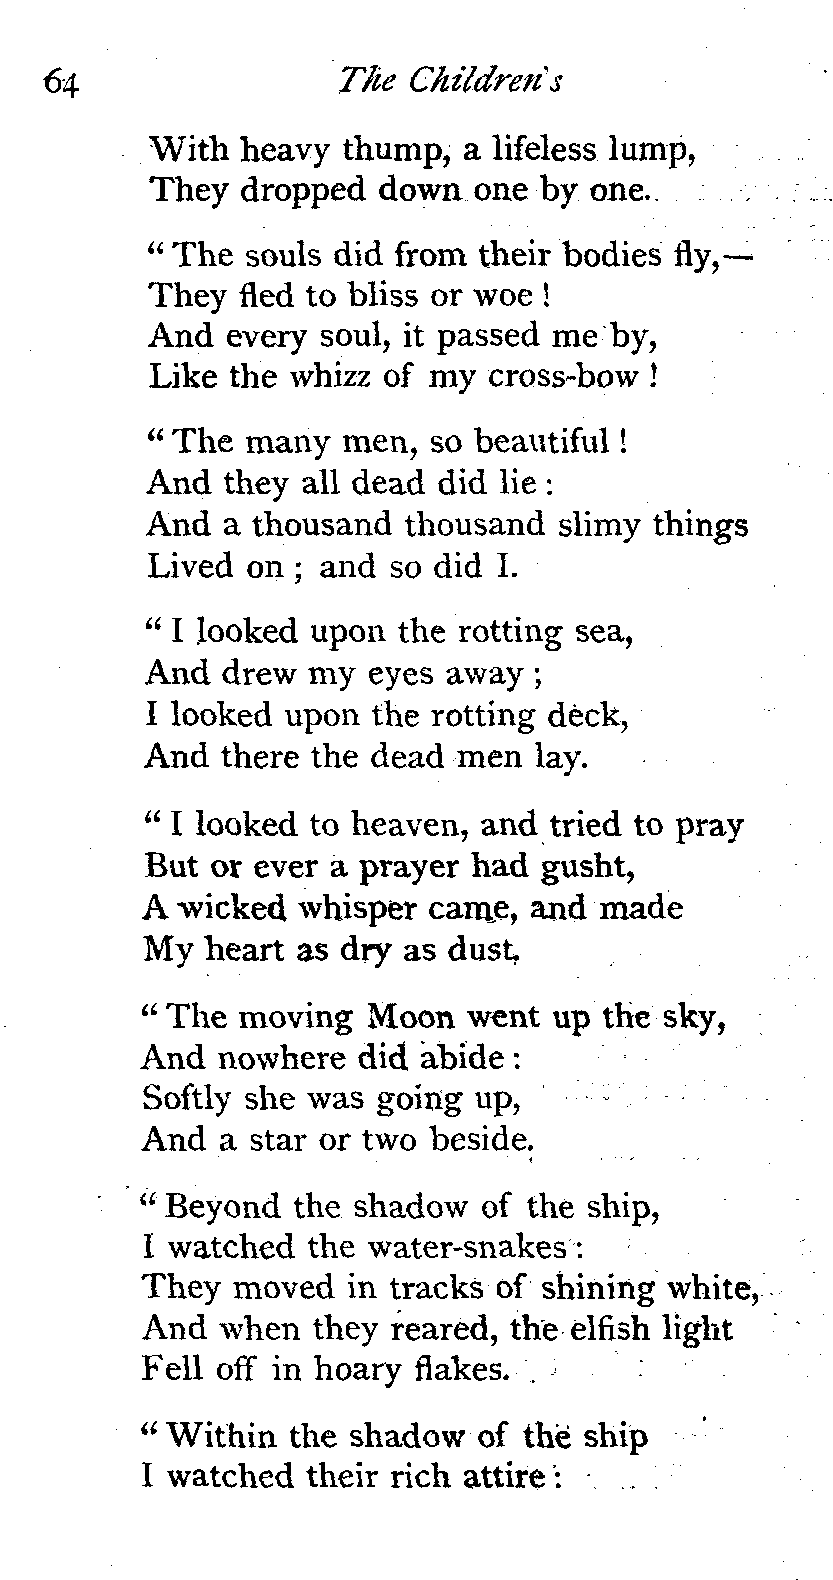 64 The Children's
With heavy thump, a lifeless lump,
They dropped down one by one.
“ The souls did from their bodies fly,—
They fled to bliss or woe !
And every soul, it passed me by,
Like the whizz of my cross-bow !
“ The many men, so beautiful !
And they all dead did lie :
And a thousand thousand slimy things
Lived on ; and so did I.
“ I looked upon the rotting sea,
And drew my eyes away ;
I looked upon the rotting deck,
And there the dead men lay.
“ I looked to heaven, and tried to pray
But or ever a prayer had gusht,
A wicked whisper came, and made
My heart as dry as dust.
“ The moving Moon went up the sky,
And nowhere did abide :
Softly she was going up,
And a star or two beside.
“ Beyond the shadow of the ship,
I watched the water-snakes :
They moved in tracks of shining white,
And when they reared, the elfish light
Fell off in hoary flakes.
“ Within the shadow of the ship
I watched their rich attire :